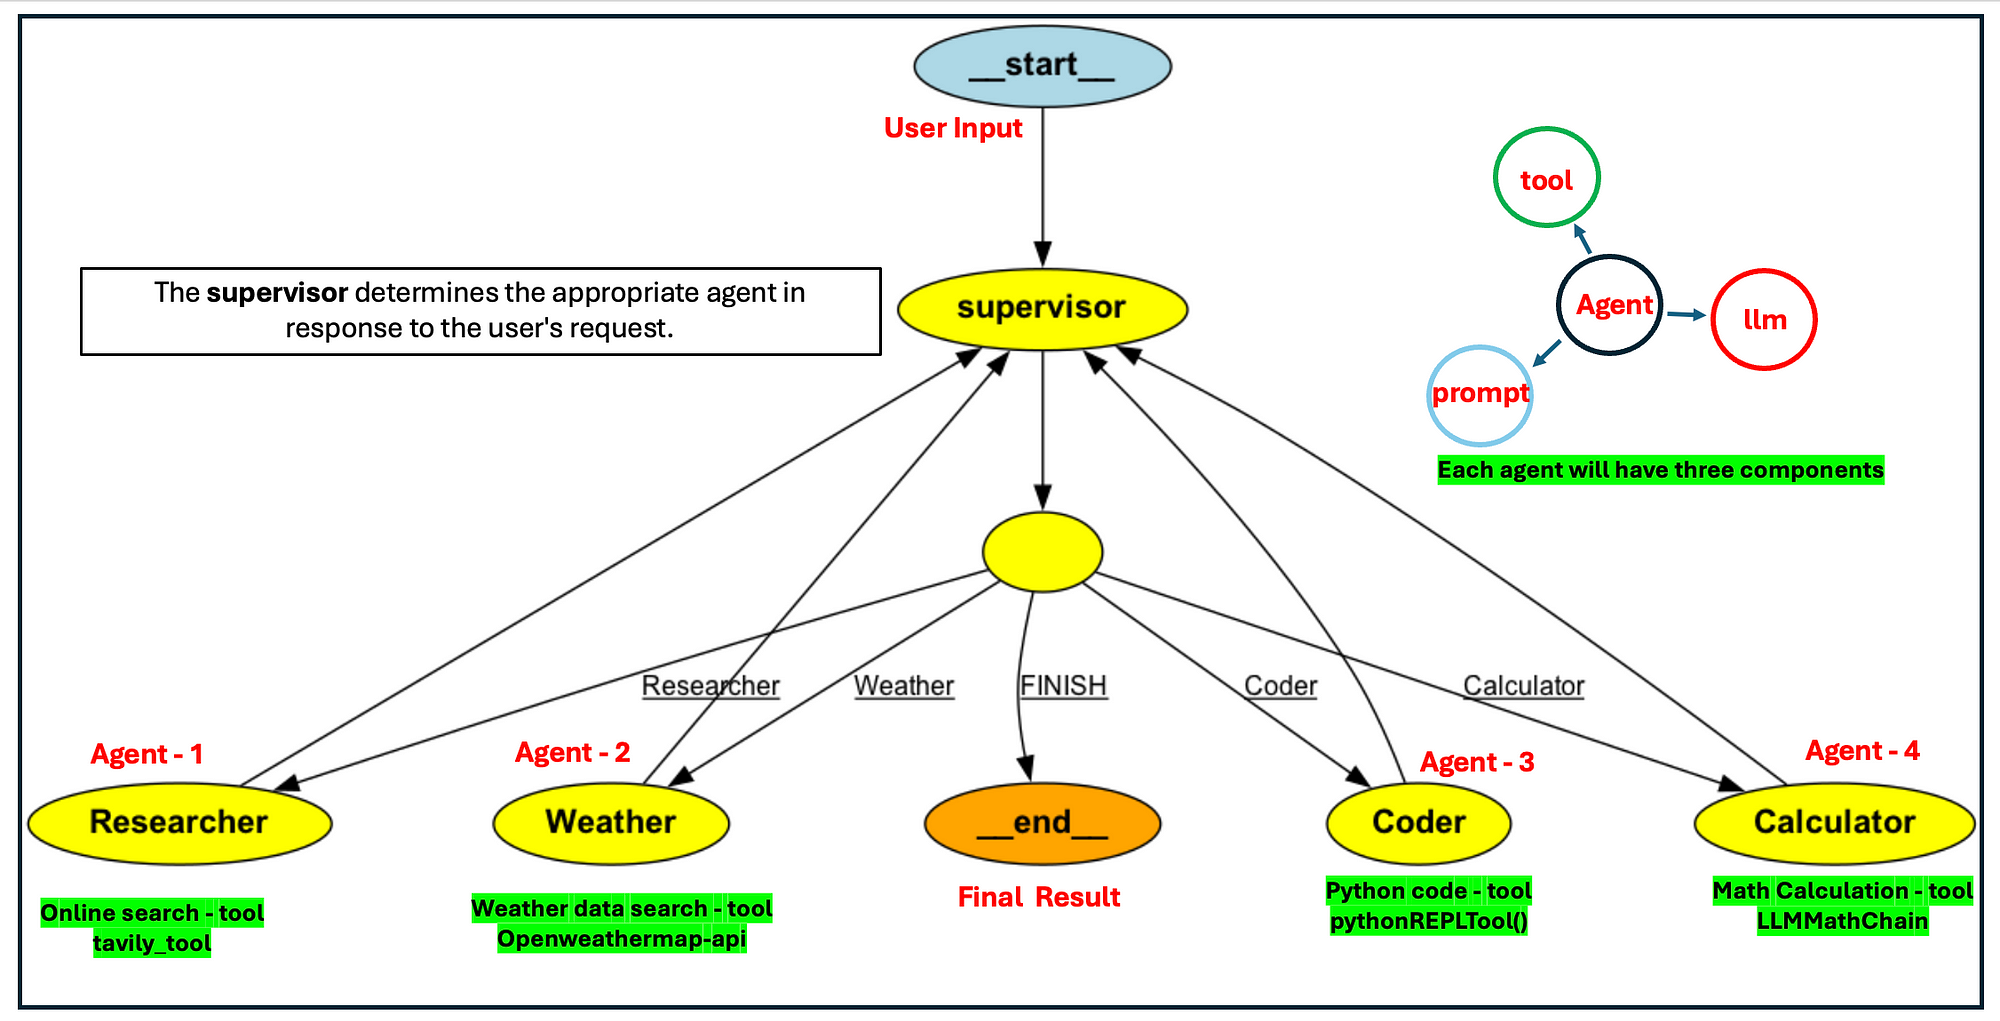 __start__
User Input
tool
The supervisor determines the appropriate agent in
response to the user's request.
supervisor
Agent
llm
prompt
Each agent will have three components
Researcher
Weather
FINISH
Coder
Calculator
Agent - 1
Agent - 2
Agent - 3
Agent - 4
Researcher
Weather
__end__
Coder
Calculator
Online search - tool
tavily_tool
Weather data search - tool
Openweathermap-api
Final Result
Python code - tool
pythonREPLTool()
Math Calculation - tool
LLMMathChain